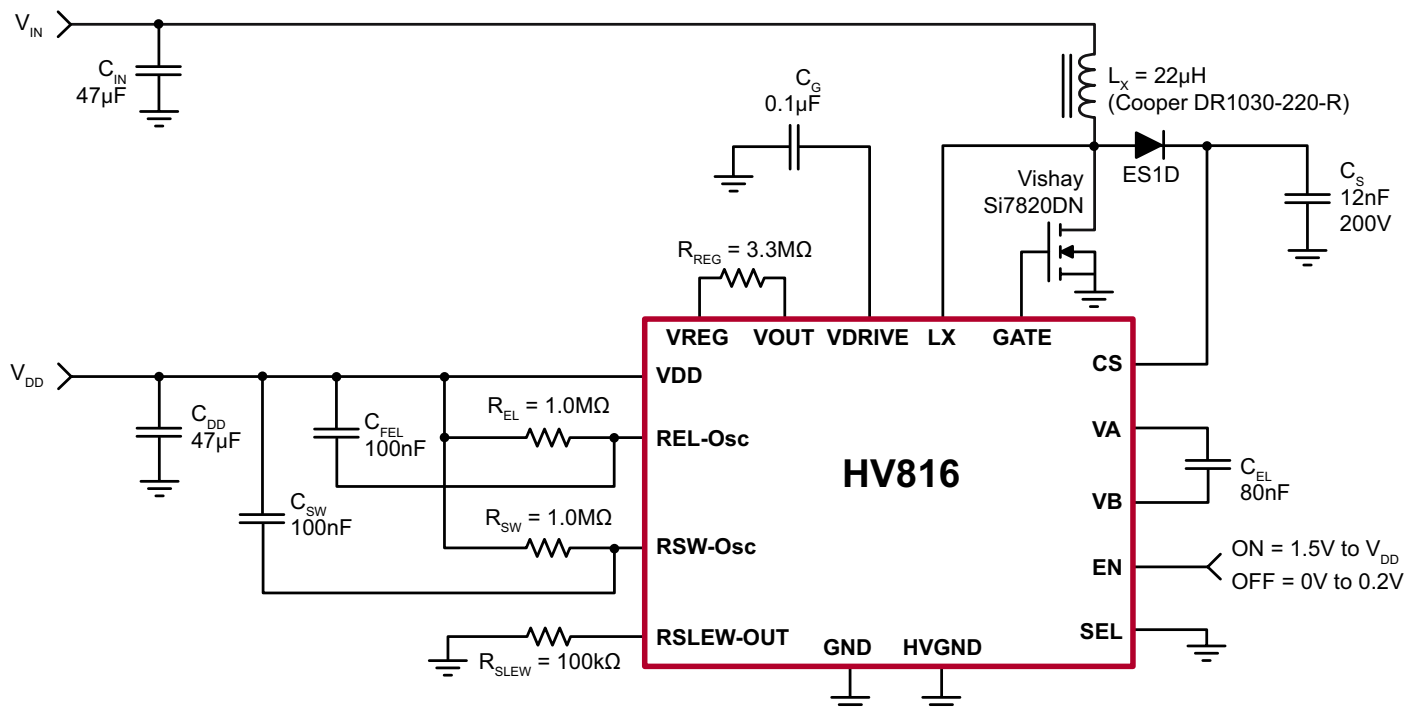 V_IN
C_IN
47µF
C_G
0.1µF
L_X = 22µH
(Cooper DR1030-220-R)
ES1D
Vishay
Si7820DN
C_S
12nF
200V
R_REG = 3.3MΩ
VREG VOUT VDRIVE LX GATE
V_DD
VDD
CS
C_DD
47µF
C_FEL
100nF
R_EL = 1.0MΩ
REL-Osc
VA
HV816
C_EL
80nF
VB
C_SW
100nF
R_SW = 1.0MΩ
RSW-Osc
EN
ON = 1.5V to V_DD
OFF = 0V to 0.2V
RSLEW-OUT
R_SLEW = 100kΩ
GND HVGND
SEL